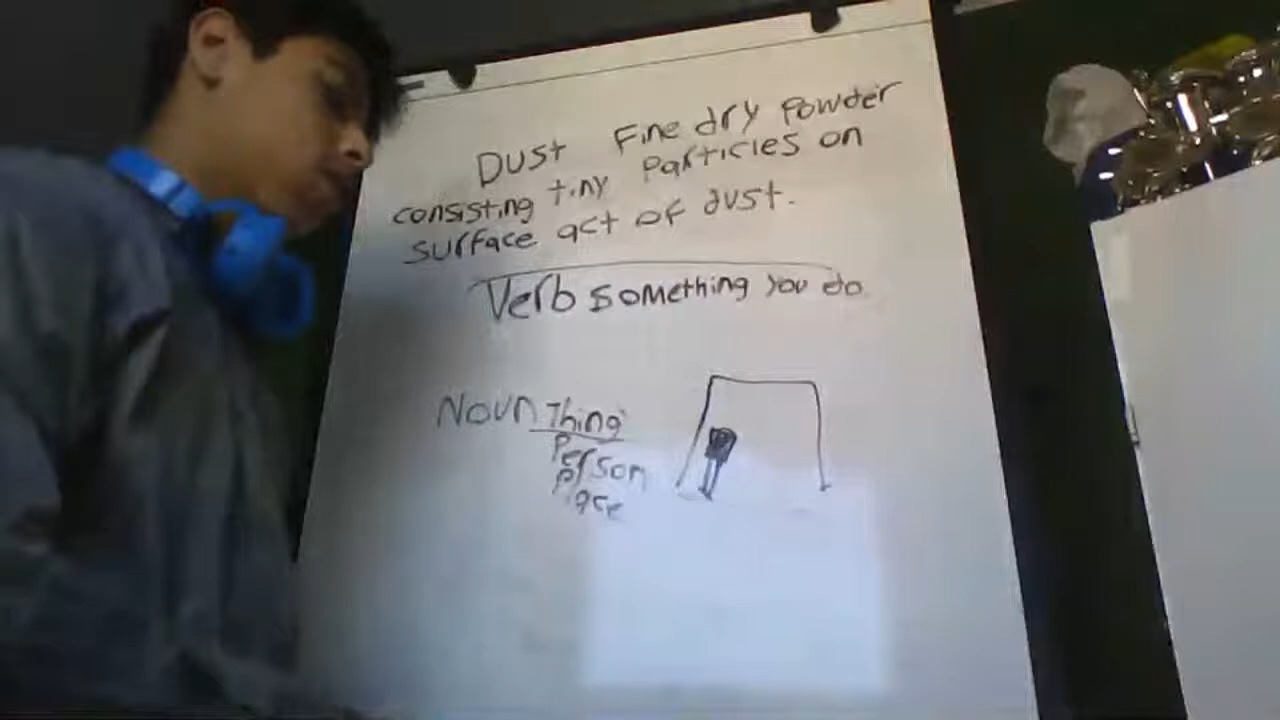 Dust Fine dry Powder
consisting tiny Particles on
surface act of dust.
Verb something you do
Noun Thing
Person
Place